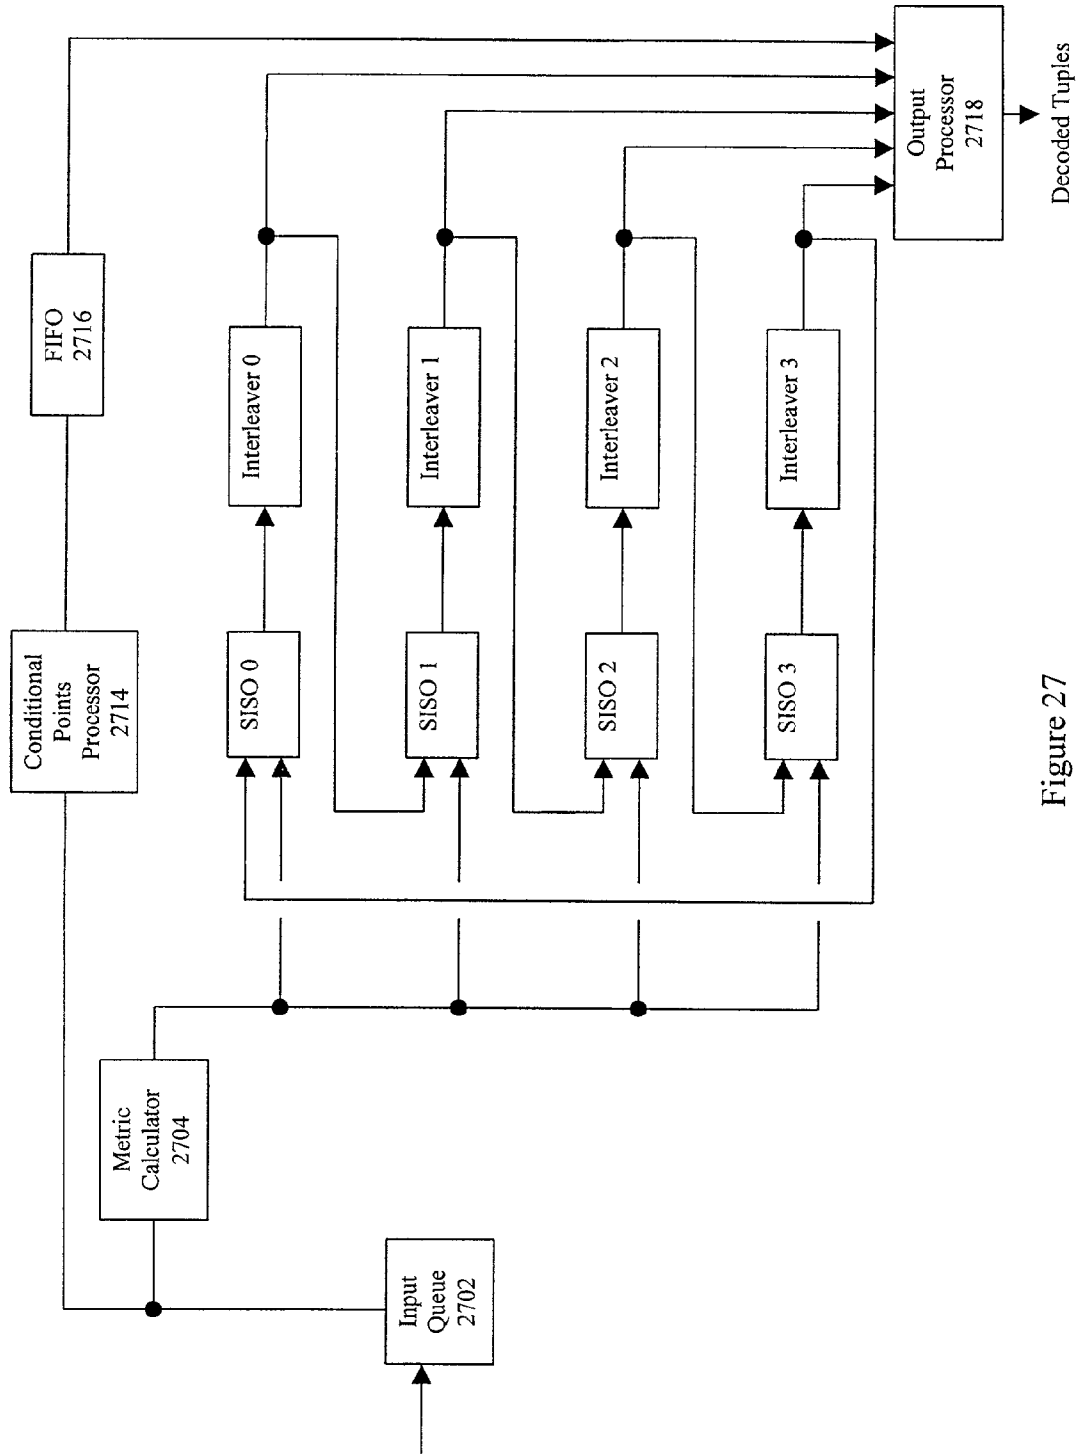 Input
Queue
2702
Metric
Calculator
2704
Conditional
Points
Processor
2714
FIFO
2716
SISO 0
Interleaver 0
SISO 1
Interleaver 1
SISO 2
Interleaver 2
SISO 3
Interleaver 3
Output
Processor
2718
Decoded Tuples
Figure 27